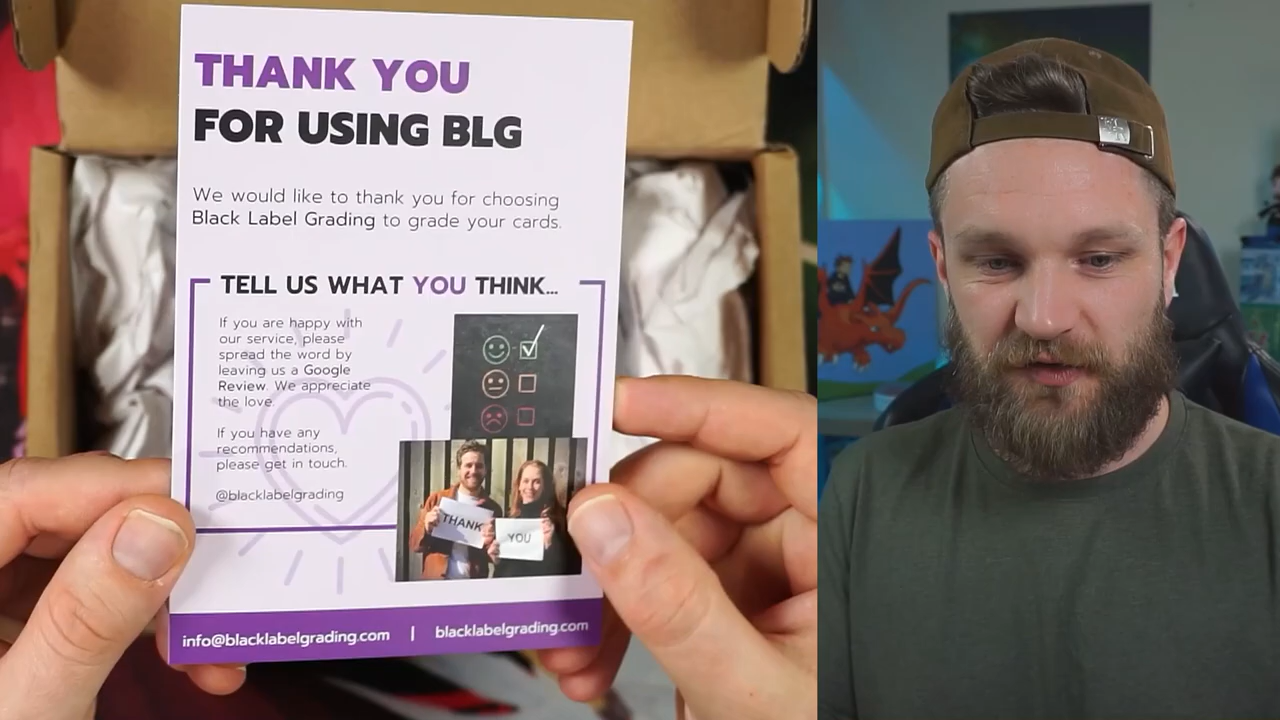 THANK YOU
FOR USING BLG
We would like to thank you for choosing
Black Label Grading to grade your cards.
TELL US WHAT YOU THINK...
If you are happy with
our service, please
spread the word by
leaving us a Google
Review. We appreciate
the love.
If you have any
recommendations,
please get in touch.
@blacklabelgrading
THANK
YOU
info@blacklabelgrading.com | blacklabelgrading.com